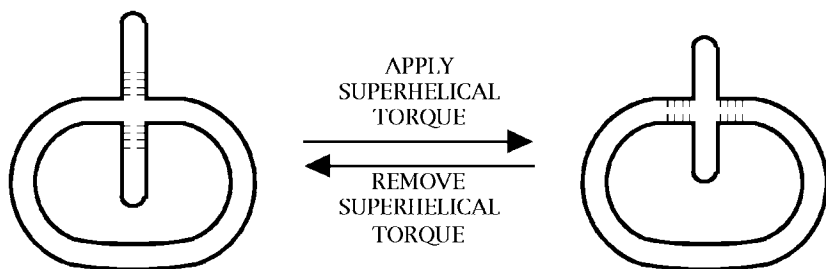 APPLY
SUPERHELICAL
TORQUE
REMOVE
SUPERHELICAL
TORQUE